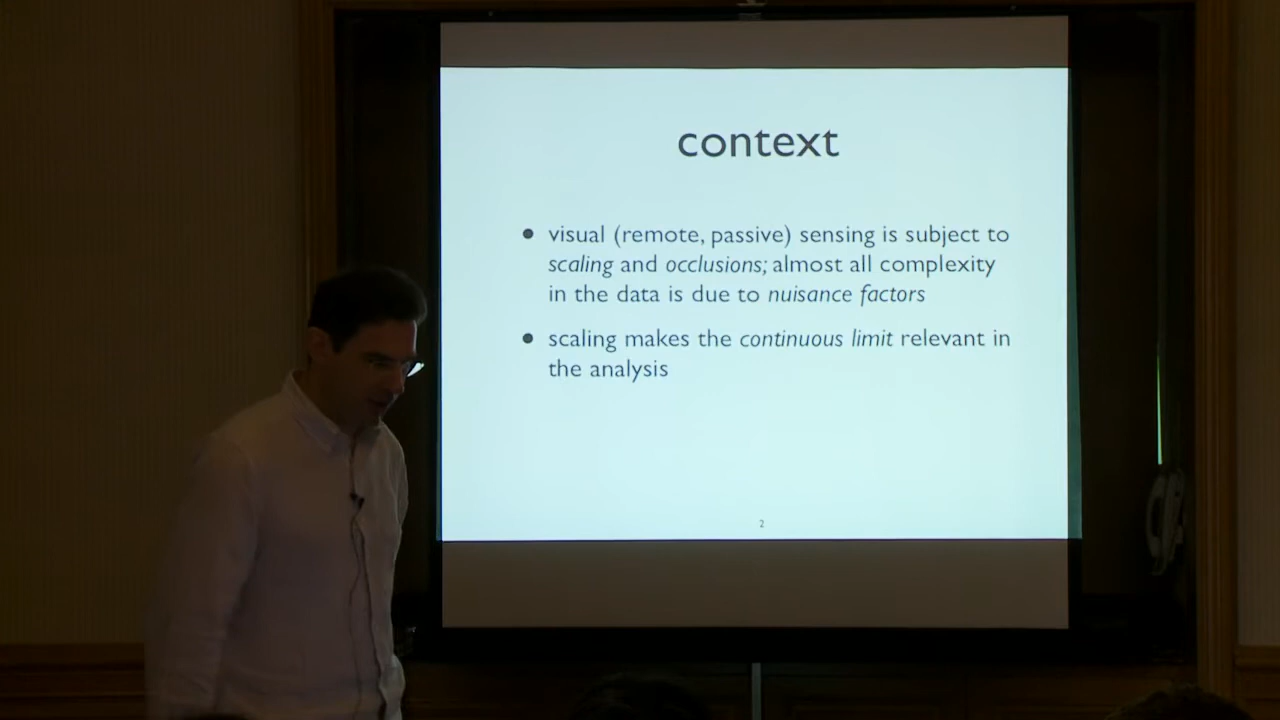 context
• visual (remote, passive) sensing is subject to
scaling and occlusions; almost all complexity
in the data is due to nuisance factors
• scaling makes the continuous limit relevant in
the analysis
2